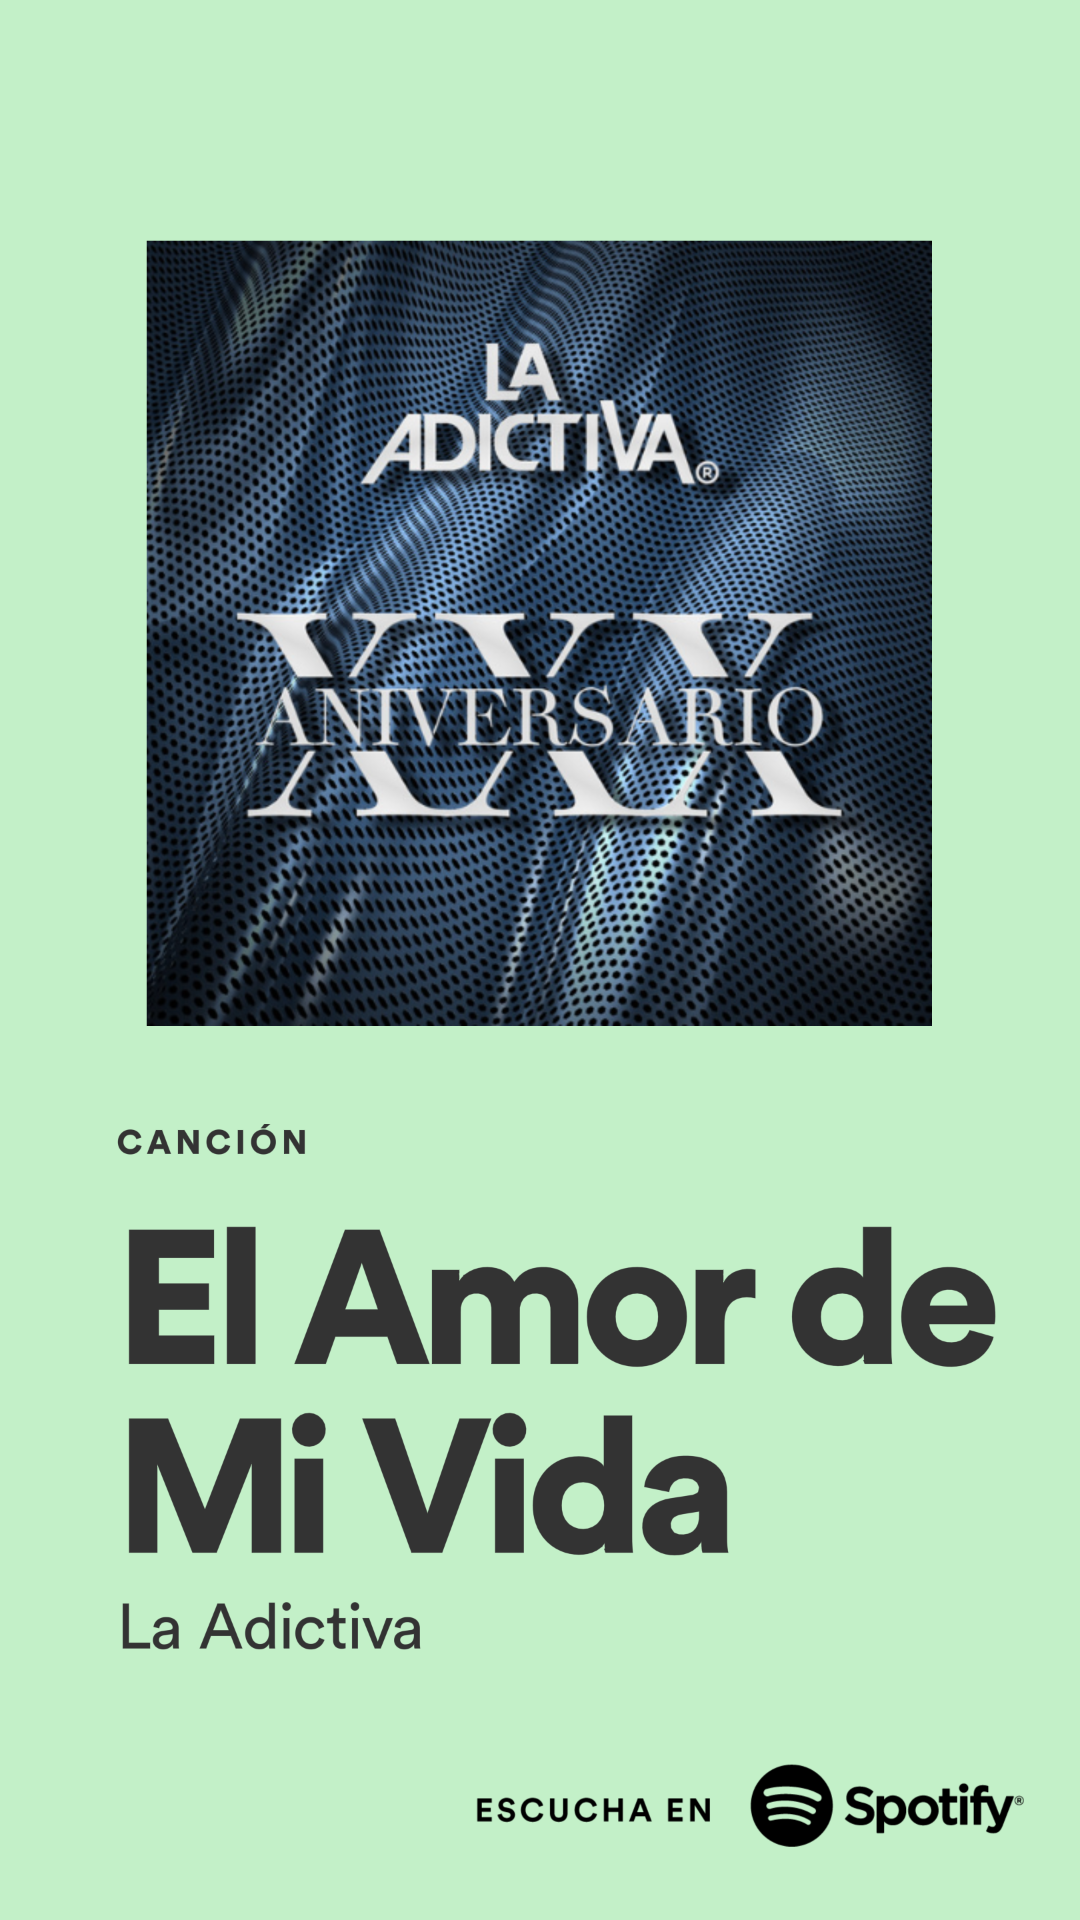 LA
ADICTIVA®
XXX
ANIVERSARIO
CANCIÓN
El Amor de
Mi Vida
La Adictiva
ESCUCHA EN Spotify®